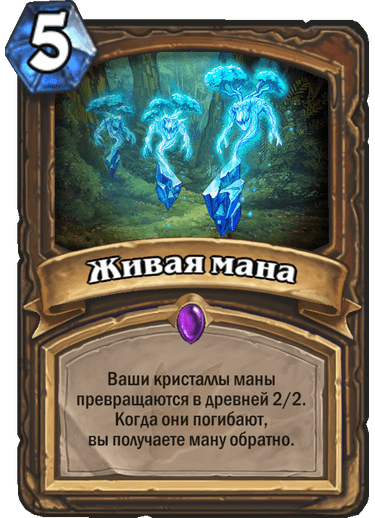 5
Живая мана
Ваши кристаллы маны
превращаются в древней 2/2.
Когда они погибают,
вы получаете ману обратно.